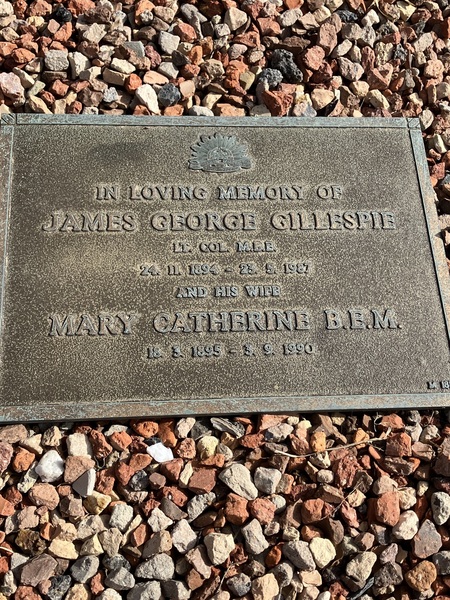 IN LOVING MEMORY OF
JAMES GEORGE GILLESPIE
LT. COL. M.B.E.
24. 11. 1894 - 23. 5. 1987
AND HIS WIFE
MARY CATHERINE B.E.M.
18. 3. 1895 - 3. 9. 1990